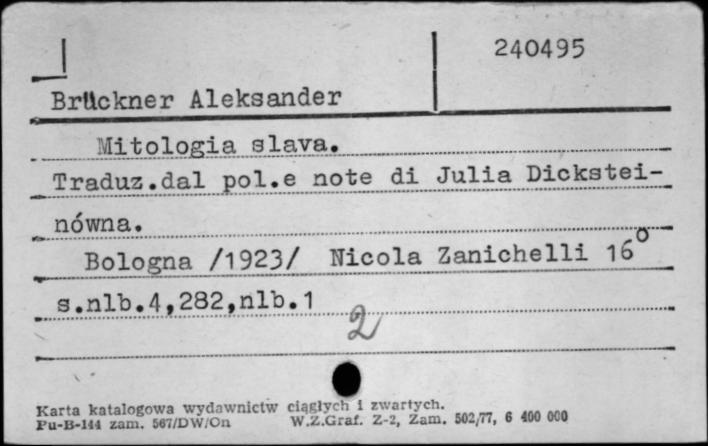 240495
Brückner Aleksander
Mitologia slava.
Traduz.dal pol.e note di Julia Dickstei-
nówna.
Bologna /1923/ Nicola Zanichelli 16°
s.nlb.4,282,nlb.1
2
Karta katalogowa wydawnictw ciągłych i zwartych.
Pu-B-144 zam. 567/DW/On W.Z.Graf. Z-2, Zam. 502/77, 6 400 000